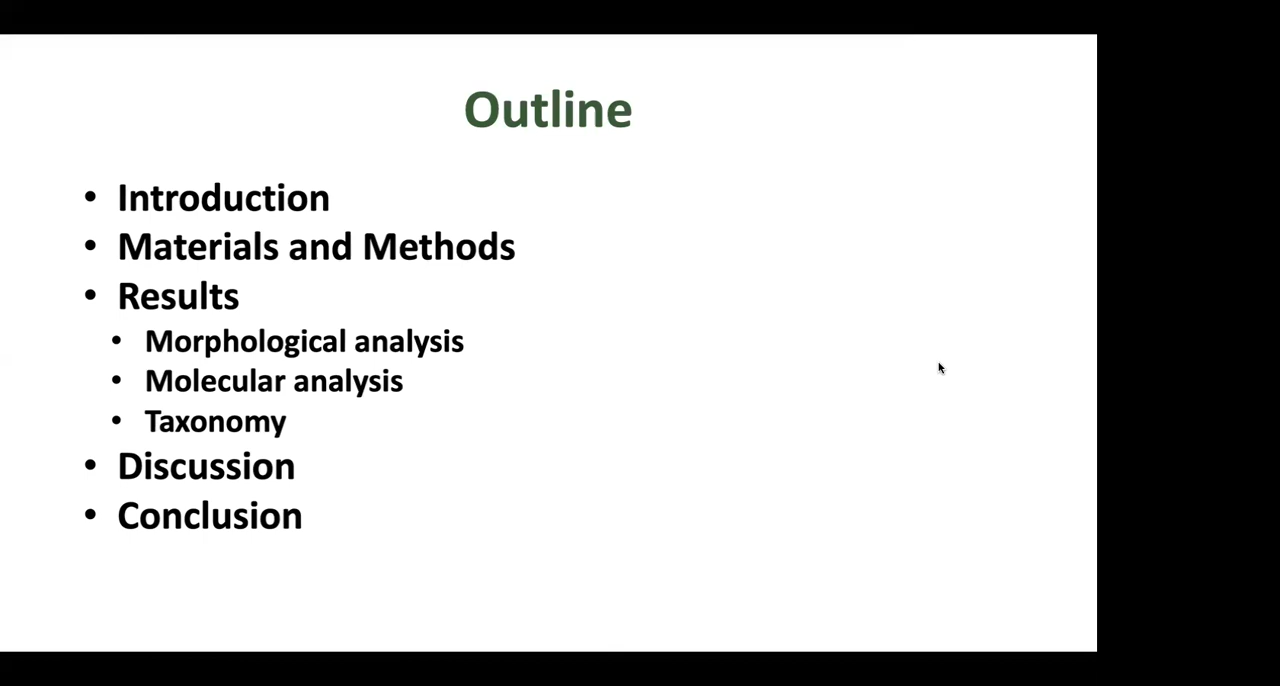 Outline
• Introduction
• Materials and Methods
• Results
• Morphological analysis
• Molecular analysis
• Taxonomy
• Discussion
• Conclusion